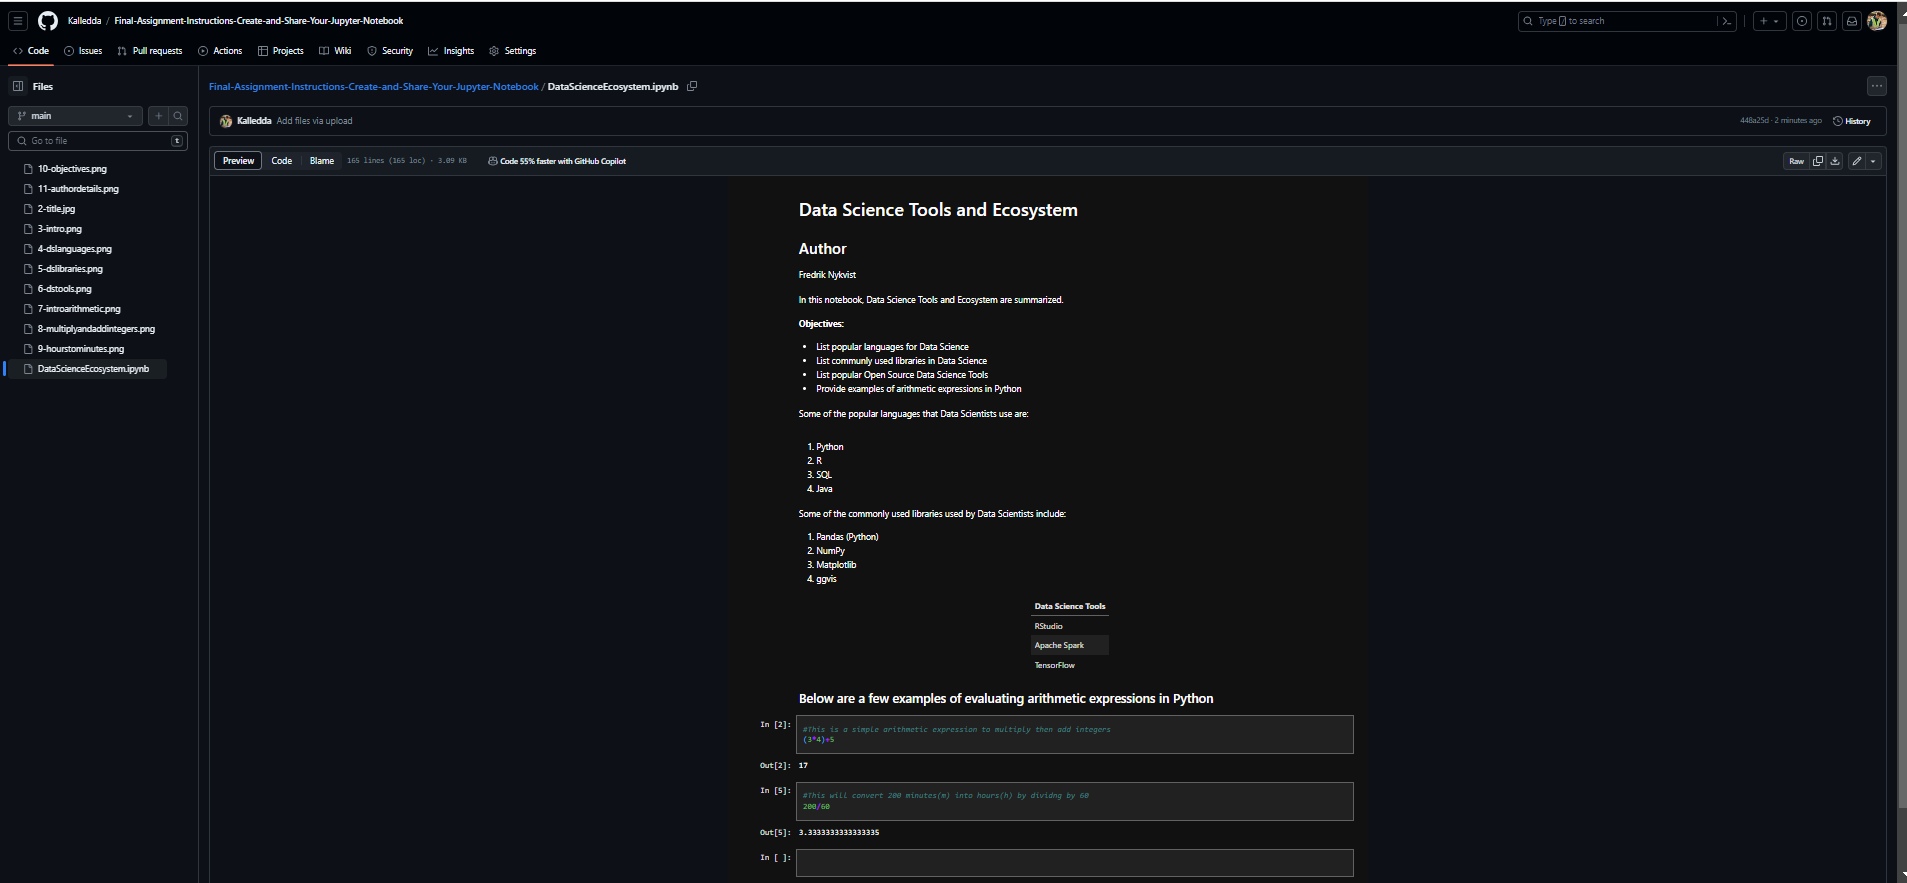 Kalledda / Final-Assignment-Instructions-Create-and-Share-Your-Jupyter-Notebook
Type / to search
Code Issues Pull requests Actions Projects Wiki Security Insights Settings
Files
Final-Assignment-Instructions-Create-and-Share-Your-Jupyter-Notebook / DataScienceEcosystem.ipynb
main
Kalledda Add files via upload
448a25d · 2 minutes ago History
Go to file t
Preview Code Blame 165 lines (165 loc) · 3.09 KB Code 55% faster with GitHub Copilot
Raw
10-objectives.png
11-authordetails.png
2-title.jpg
3-intro.png
4-dslanguages.png
5-dslibraries.png
6-dstools.png
7-introarithmetic.png
8-multiplyandaddintegers.png
9-hourstominutes.png
DataScienceEcosystem.ipynb
Data Science Tools and Ecosystem
Author
Fredrik Nykvist
In this notebook, Data Science Tools and Ecosystem are summarized.
Objectives:
• List popular languages for Data Science
• List commonly used libraries in Data Science
• List popular Open Source Data Science Tools
• Provide examples of arithmetic expressions in Python
Some of the popular languages that Data Scientists use are:
1. Python
2. R
3. SQL
4. Java
Some of the commonly used libraries used by Data Scientists include:
1. Pandas (Python)
2. NumPy
3. Matplotlib
4. ggvis
Data Science Tools
RStudio
Apache Spark
TensorFlow
Below are a few examples of evaluating arithmetic expressions in Python
In [2]:
#This is a simple arithmetic expression to multiply then add integers
(3*4)+5
Out[2]: 17
In [5]:
#This will convert 200 minutes(m) into hours(h) by dividng by 60
200/60
Out[5]: 3.3333333333333335
In [ ]: